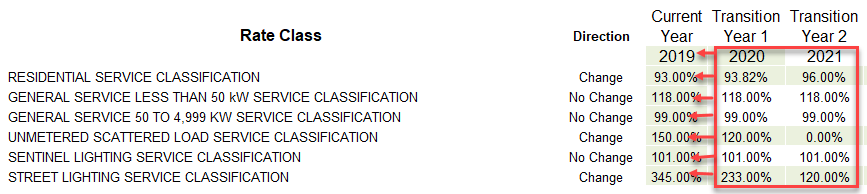 Current Transition Transition
Rate Class Direction Year Year 1 Year 2
2019 2020 2021
RESIDENTIAL SERVICE CLASSIFICATION Change 93.00% 93.82% 96.00%
GENERAL SERVICE LESS THAN 50 kW SERVICE CLASSIFICATION No Change 118.00% 118.00% 118.00%
GENERAL SERVICE 50 TO 4,999 KW SERVICE CLASSIFICATION No Change 99.00% 99.00% 99.00%
UNMETERED SCATTERED LOAD SERVICE CLASSIFICATION Change 150.00% 120.00% 0.00%
SENTINEL LIGHTING SERVICE CLASSIFICATION No Change 101.00% 101.00% 101.00%
STREET LIGHTING SERVICE CLASSIFICATION Change 345.00% 233.00% 120.00%